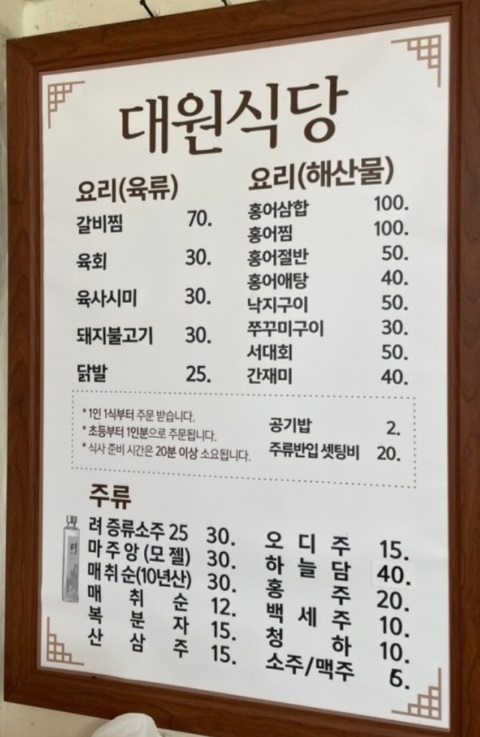 대원식당
요리(육류)
갈비찜 70.
육회 30.
육사시미 30.
돼지불고기 30.
닭발 25.
요리(해산물)
홍어삼합 100.
홍어찜 100.
홍어절반 50.
홍어애탕 40.
낙지구이 50.
쭈꾸미구이 30.
서대회 50.
간재미 40.
* 1인 1식부터 주문 받습니다.
* 초등부터 1인분으로 주문됩니다.
* 식사 준비 시간은 20분 이상 소요됩니다.
공기밥 2.
주류반입 셋팅비 20.
주류
려 증류소주 25 30.
마 주 앙 (모 젤) 30.
매 취 순(10년산) 30.
매 취 순 12.
복 분 자 15.
산 삼 주 15.
오 디 주 15.
하 늘 담 40.
홍 주 20.
백 세 주 10.
청 하 10.
소주/맥주 5.